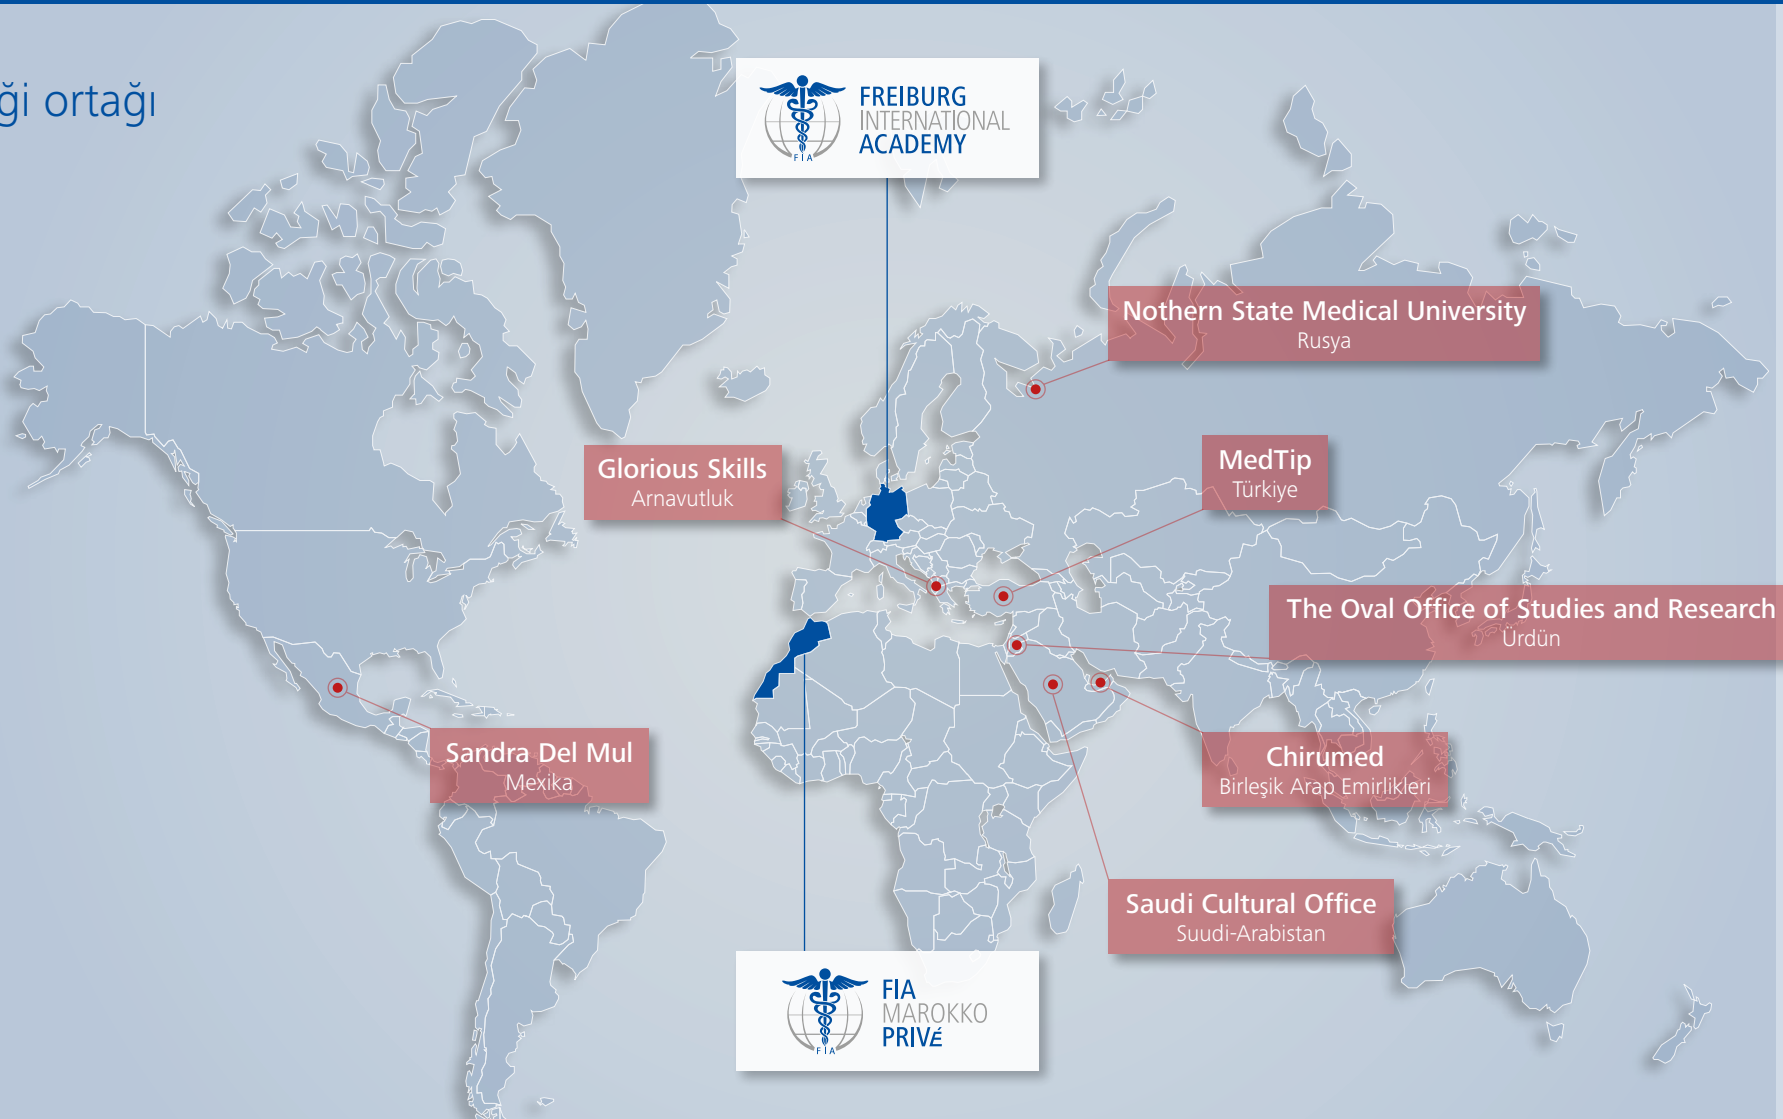 ği ortağı
FREIBURG
INTERNATIONAL
ACADEMY
FIA
Nothern State Medical University
Rusya
Glorious Skills
Arnavutluk
MedTip
Türkiye
The Oval Office of Studies and Research
Ürdün
Sandra Del Mul
Mexika
Chirumed
Birleşik Arap Emirlikleri
Saudi Cultural Office
Suudi-Arabistan
FIA
MAROKKO
PRIVÉ
FIA